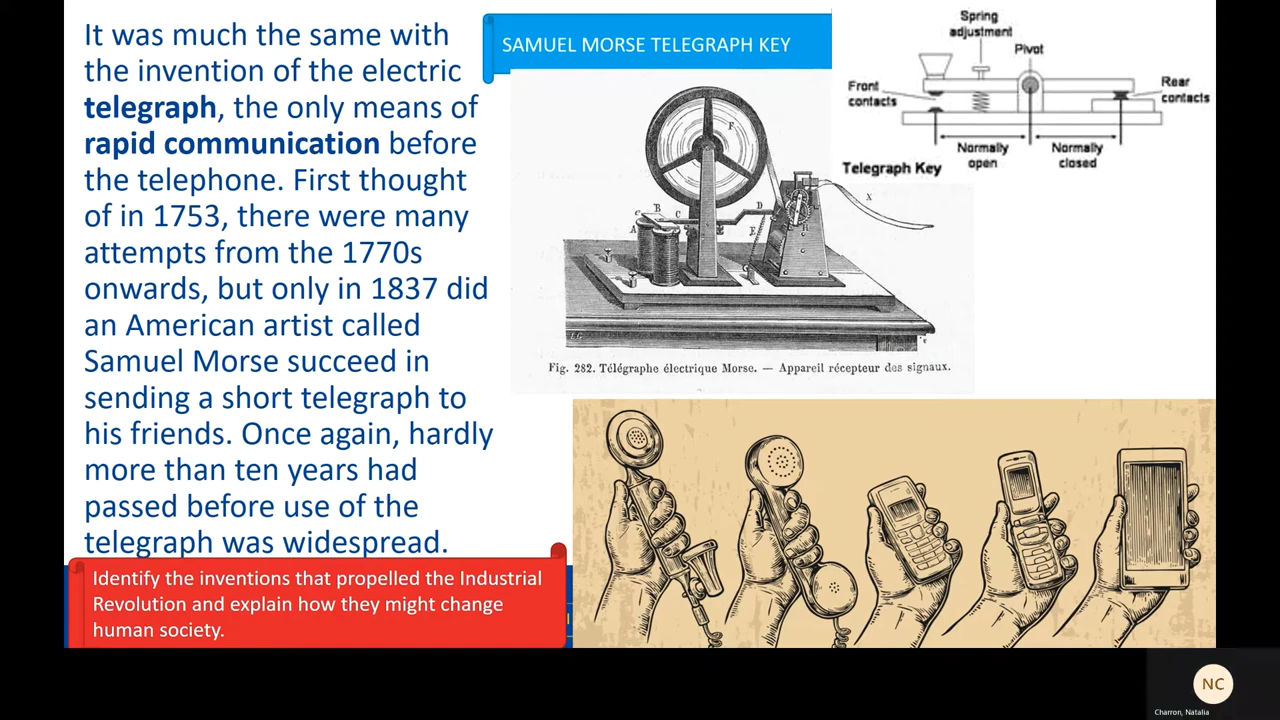 It was much the same with
the invention of the electric
telegraph, the only means of
rapid communication before
the telephone. First thought
of in 1753, there were many
attempts from the 1770s
onwards, but only in 1837 did
an American artist called
Samuel Morse succeed in
sending a short telegraph to
his friends. Once again, hardly
more than ten years had
passed before use of the
telegraph was widespread.
Identify the inventions that propelled the Industrial
Revolution and explain how they might change
human society.
SAMUEL MORSE TELEGRAPH KEY
F
B
C
C
D
A
E
X
Fig. 282. Télégraphe électrique Morse. — Appareil récepteur des signaux.
Spring
adjustment
Pivot
Front
contacts
Rear
contacts
Normally
open
Normally
closed
Telegraph Key
NC
Charron, Natalia